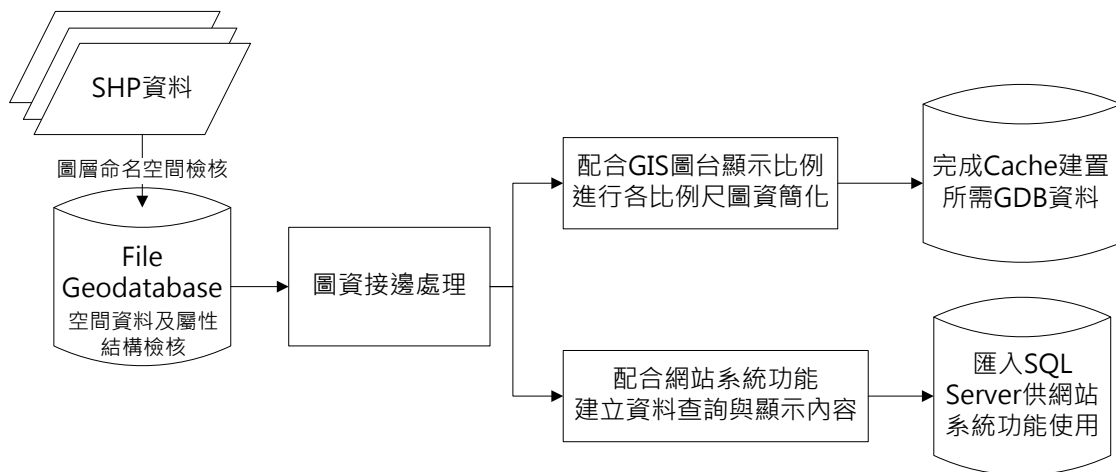 SHP資料
圖層命名空間檢核
File
Geodatabase
空間資料及屬性
結構檢核
圖資接邊處理
配合GIS圖台顯示比例
進行各比例尺圖資簡化
完成Cache建置
所需GDB資料
配合網站系統功能
建立資料查詢與顯示內容
匯入SQL
Server供網站
系統功能使用